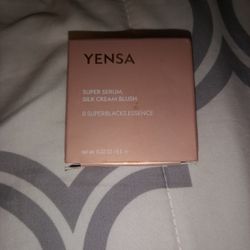 YENSA
SUPER SERUM
SILK CREAM BLUSH
8 SUPERBLACKS ESSENCE